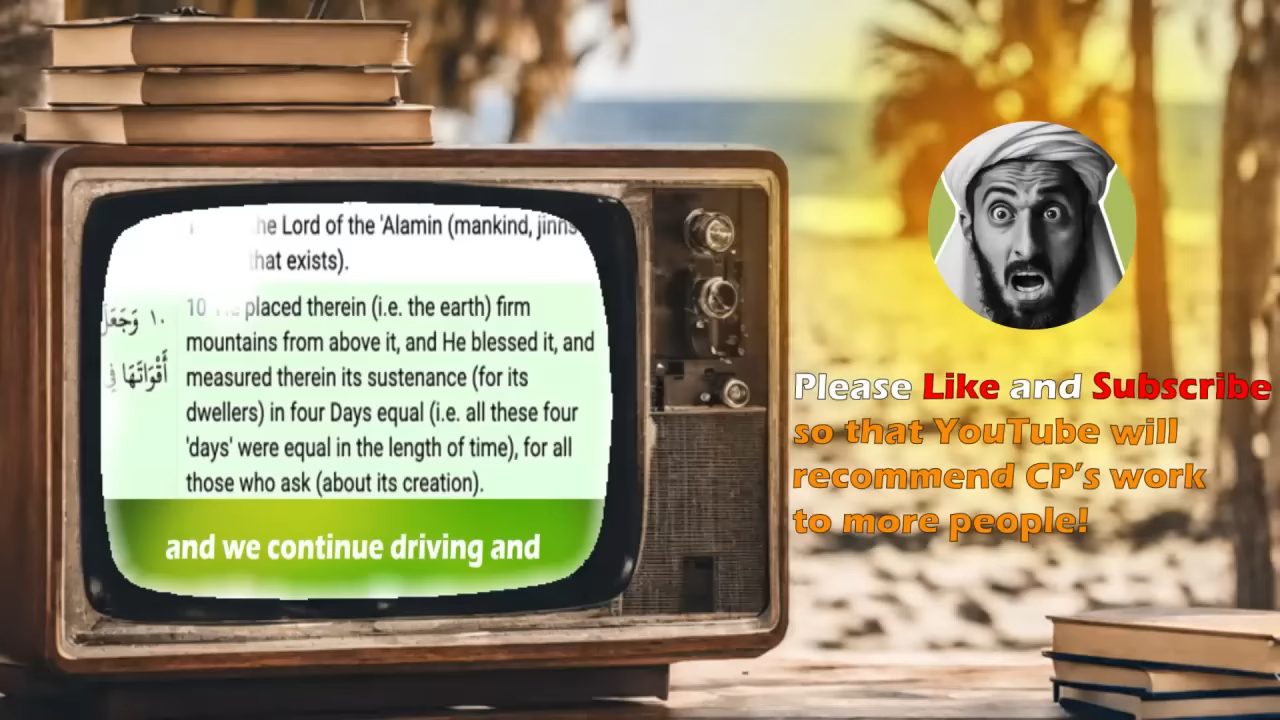 he Lord of the 'Alamin (mankind, jinns
that exists).
10 He placed therein (i.e. the earth) firm
mountains from above it, and He blessed it, and
measured therein its sustenance (for its
dwellers) in four Days equal (i.e. all these four
'days' were equal in the length of time), for all
those who ask (about its creation).
١٠ وَجَعَلَ
أَقْوَاتَهَا فِي
and we continue driving and
Please Like and Subscribe
so that YouTube will
recommend CP's work
to more people!